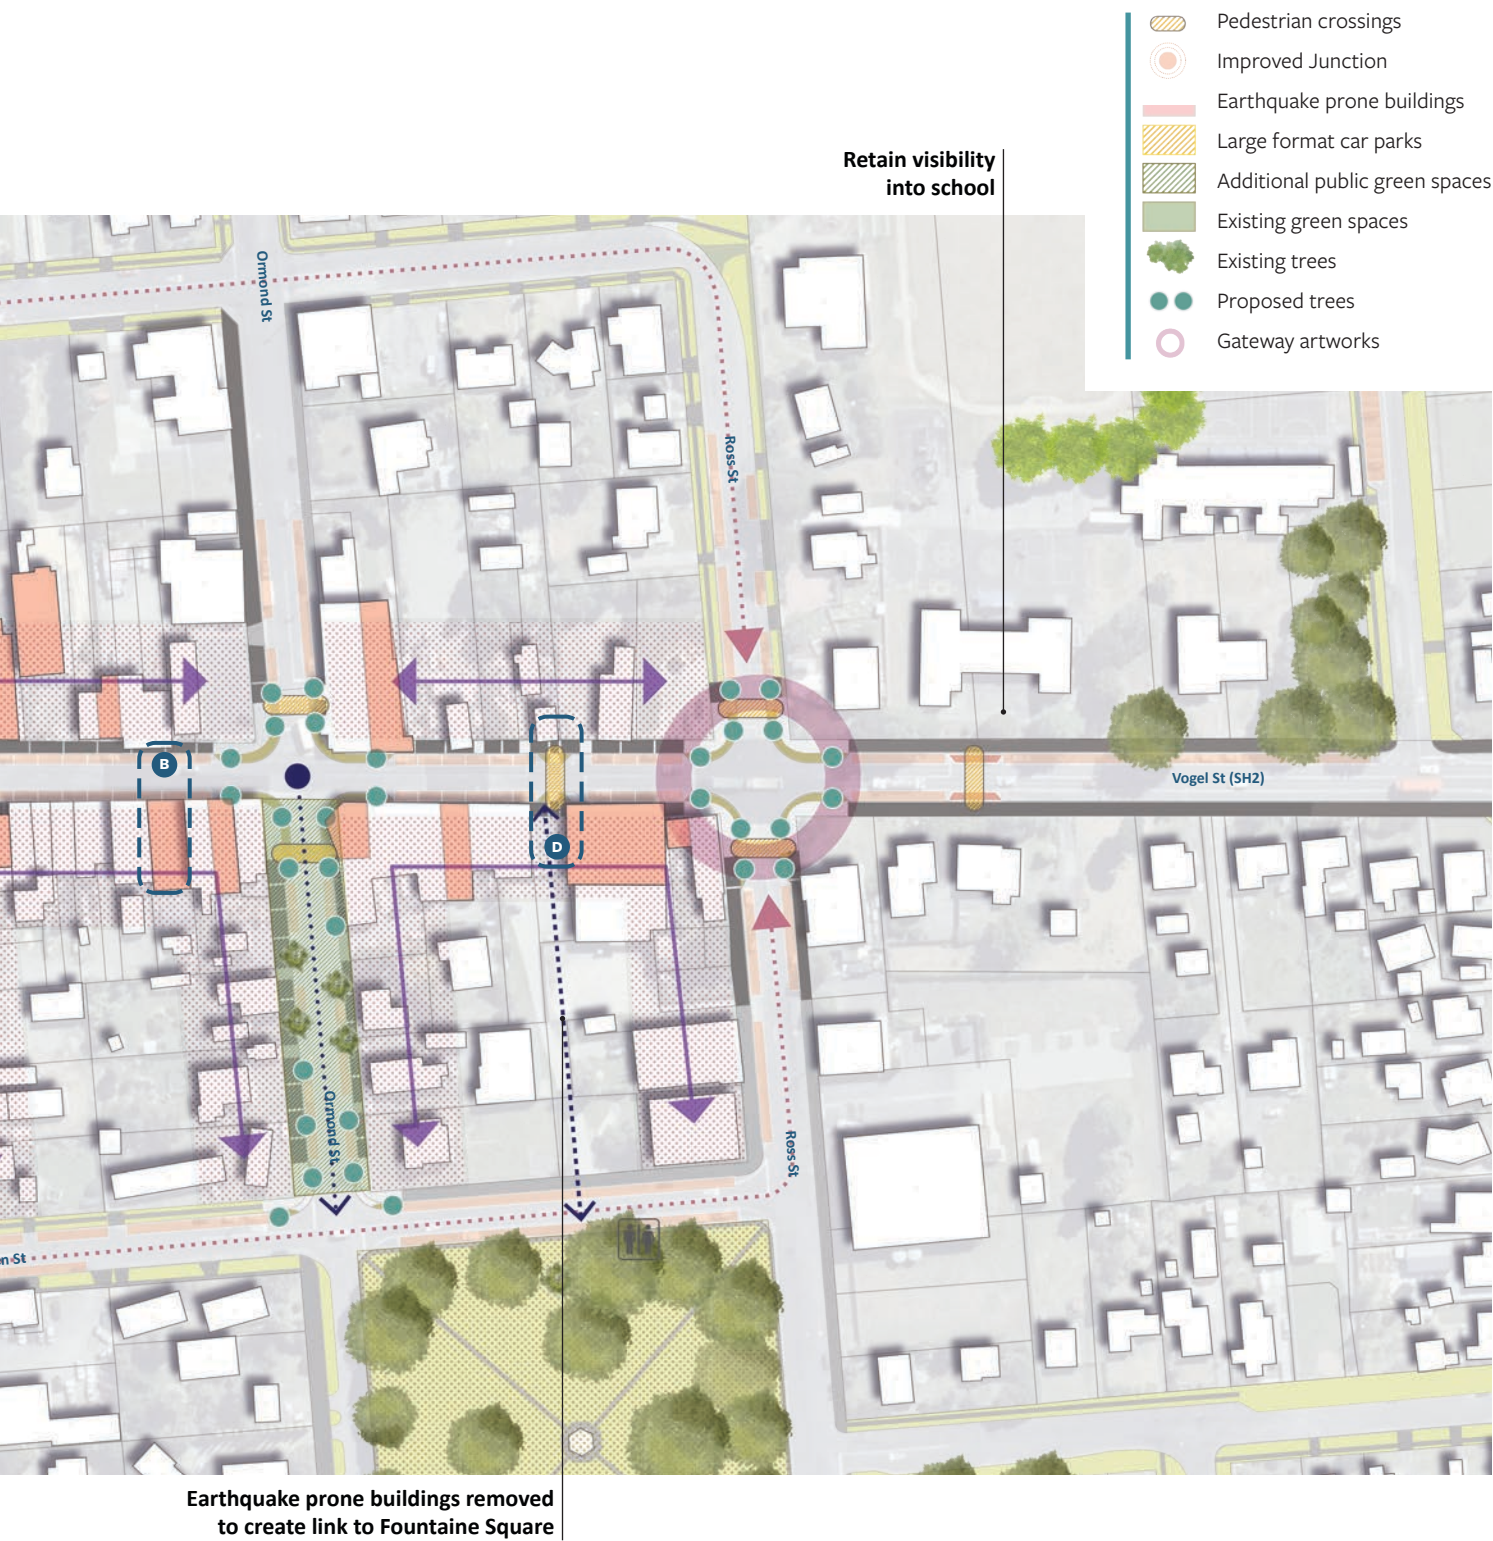 Pedestrian crossings
Improved Junction
Earthquake prone buildings
Large format car parks
Additional public green spaces
Existing green spaces
Existing trees
Proposed trees
Gateway artworks
Retain visibility
into school
Ormond St
Ross St
B
D
Vogel St (SH2)
Ormond St
Ross St
n St
Earthquake prone buildings removed
to create link to Fountaine Square